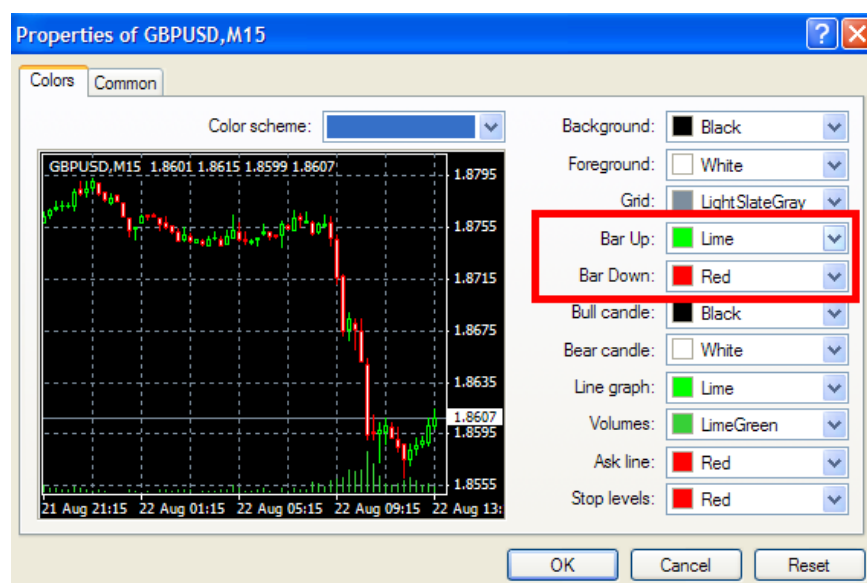 Properties of GBPUSD,M15
Colors Common
Color scheme:
GBPUSD,M15 1.8601 1.8615 1.8599 1.8607
1.8795
1.8755
1.8715
1.8675
1.8635
1.8607
1.8595
1.8555
21 Aug 21:15 22 Aug 01:15 22 Aug 05:15 22 Aug 09:15 22 Aug 13:
Background: Black
Foreground: White
Grid: LightSlateGray
Bar Up: Lime
Bar Down: Red
Bull candle: Black
Bear candle: White
Line graph: Lime
Volumes: LimeGreen
Ask line: Red
Stop levels: Red
OK Cancel Reset